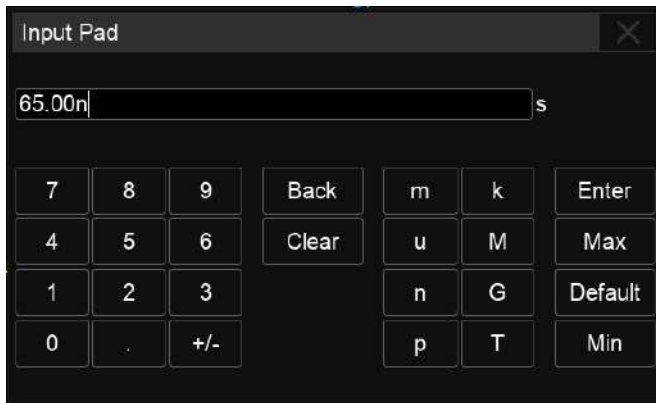 Input Pad
65.00n s
7 8 9 Back m k Enter
4 5 6 Clear u M Max
1 2 3 n G Default
0 . +/- p T Min